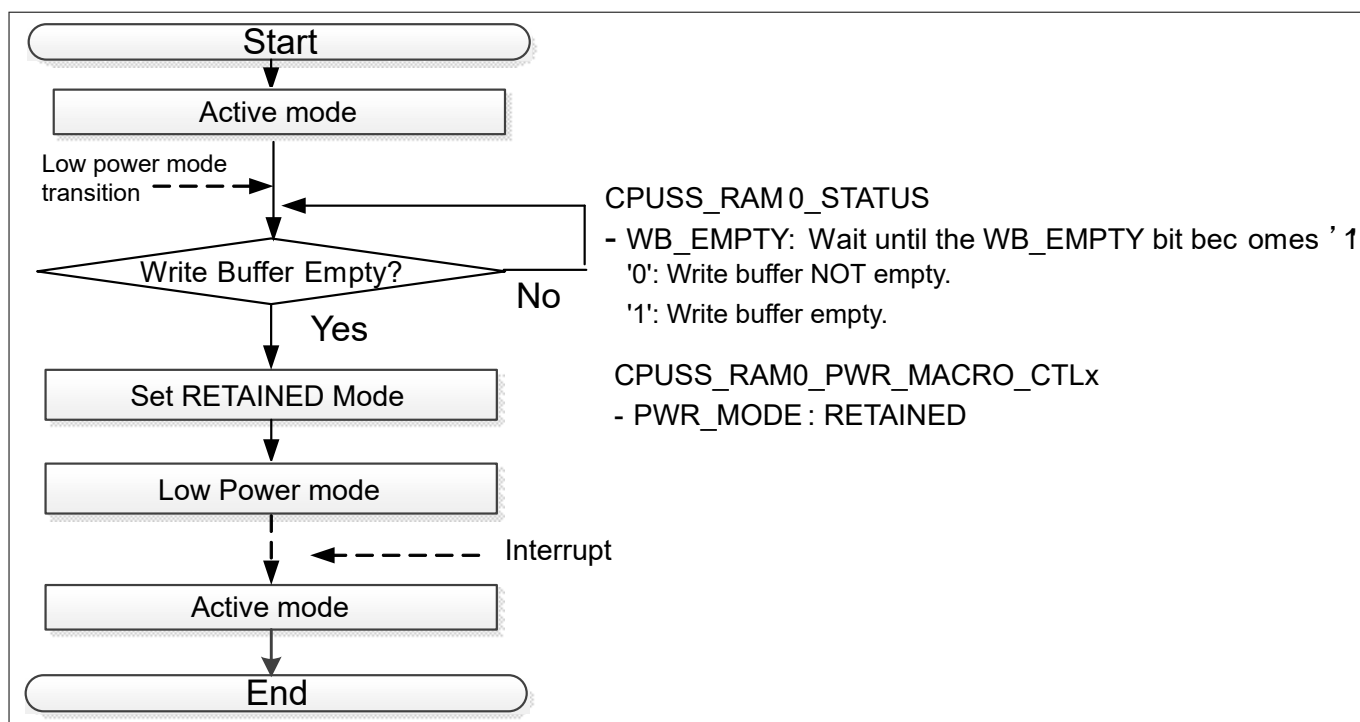 Start
Active mode
Low power mode
transition
CPUSS_RAM 0_STATUS
- WB_EMPTY: Wait until the WB_EMPTY bit bec omes ’1
'0': Write buffer NOT empty.
'1': Write buffer empty.
Write Buffer Empty?
No
Yes
Set RETAINED Mode
CPUSS_RAM0_PWR_MACRO_CTLx
- PWR_MODE : RETAINED
Low Power mode
Interrupt
Active mode
End